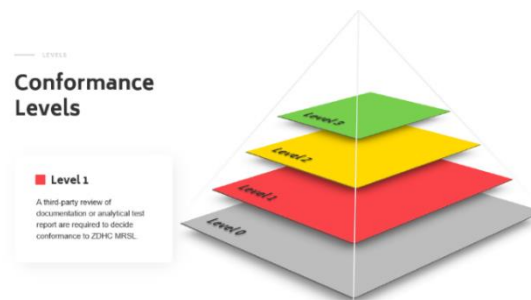 LEVELS
Conformance
Levels
Level 1
A third-party review of
documentation or analytical test
report are required to decide
conformance to ZDHC MRSL.
Level 3
Level 2
Level 1
Level 0